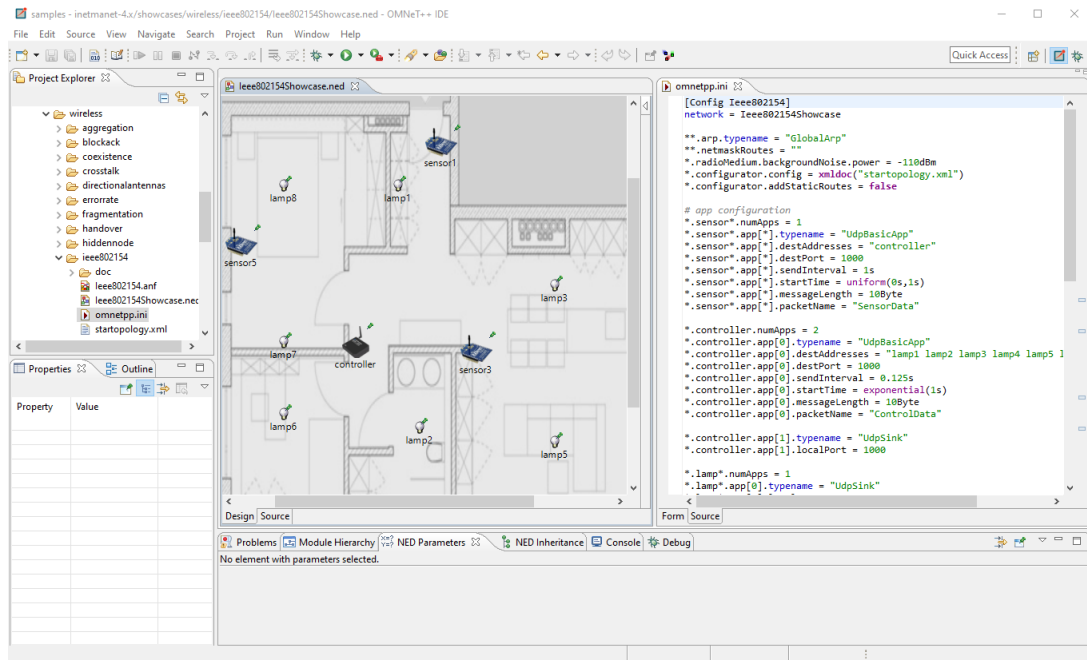 samples - inetmanet-4.x/showcases/wireless/ieee802154/Ieee802154Showcase.ned - OMNeT++ IDE
File Edit Source View Navigate Search Project Run Window Help
Quick Access
Project Explorer
wireless
aggregation
blockack
coexistence
crosstalk
directionalantennas
errorrate
fragmentation
handover
hiddennode
ieee802154
doc
Ieee802154.anf
Ieee802154Showcase.ned
omnetpp.ini
startopology.xml
Properties Outline
Property Value
Ieee802154Showcase.ned
sensor1
lamp8 lamp1
sensor5
lamp3
lamp7
controller
sensor3
lamp6
lamp2
lamp5
Design Source
omnetpp.ini
[Config Ieee802154]
network = Ieee802154Showcase
**.arp.typename = "GlobalArp"
**.netmaskRoutes = ""
*.radioMedium.backgroundNoise.power = -110dBm
*.configurator.config = xmldoc("startopology.xml")
*.configurator.addStaticRoutes = false
# app configuration
*.sensor*.numApps = 1
*.sensor*.app[*].typename = "UdpBasicApp"
*.sensor*.app[*].destAddresses = "controller"
*.sensor*.app[*].destPort = 1000
*.sensor*.app[*].sendInterval = 1s
*.sensor*.app[*].startTime = uniform(0s,1s)
*.sensor*.app[*].messageLength = 10Byte
*.sensor*.app[*].packetName = "SensorData"
*.controller.numApps = 2
*.controller.app[0].typename = "UdpBasicApp"
*.controller.app[0].destAddresses = "lamp1 lamp2 lamp3 lamp4 lamp5 l
*.controller.app[0].destPort = 1000
*.controller.app[0].sendInterval = 0.125s
*.controller.app[0].startTime = exponential(1s)
*.controller.app[0].messageLength = 10Byte
*.controller.app[0].packetName = "ControlData"
*.controller.app[1].typename = "UdpSink"
*.controller.app[1].localPort = 1000
*.lamp*.numApps = 1
*.lamp*.app[0].typename = "UdpSink"
Form Source
Problems Module Hierarchy NED Parameters NED Inheritance Console Debug
No element with parameters selected.